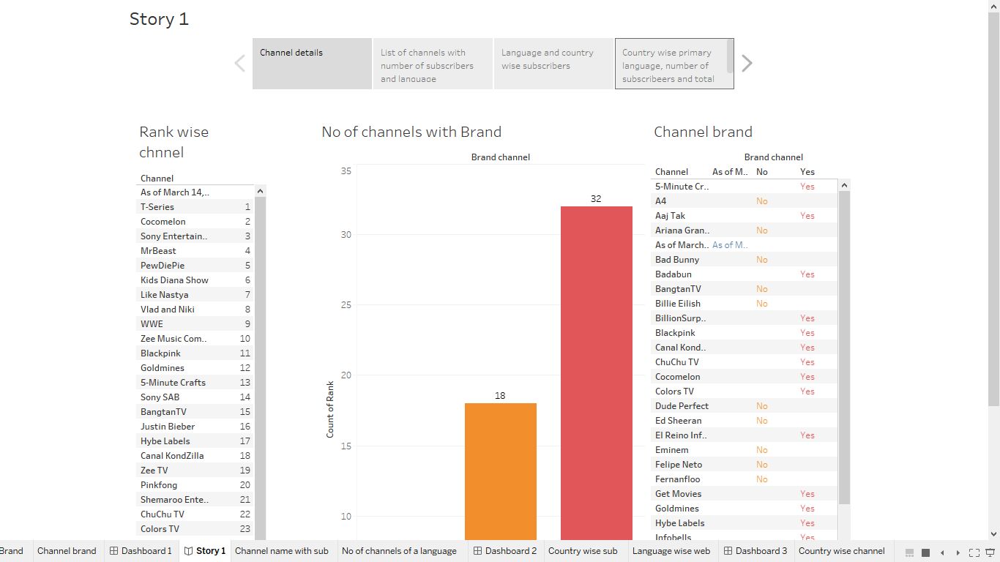 Story 1
Channel details
List of channels with
number of subscribers
and language
Language and country
wise subscribers
Country wise primary
language, number of
subscribeers and total
Rank wise
chnnel
Channel
As of March 14,..
T-Series 1
Cocomelon 2
Sony Entertain.. 3
MrBeast 4
PewDiePie 5
Kids Diana Show 6
Like Nastya 7
Vlad and Niki 8
WWE 9
Zee Music Com.. 10
Blackpink 11
Goldmines 12
5-Minute Crafts 13
Sony SAB 14
BangtanTV 15
Justin Bieber 16
Hybe Labels 17
Canal KondZilla 18
Zee TV 19
Pinkfong 20
Shemaroo Ente.. 21
ChuChu TV 22
Colors TV 23
No of channels with Brand
Brand channel
35
30
25
20
15
10
Count of Rank
18
32
Channel brand
Brand channel
Channel As of M.. No Yes
5-Minute Cr.. Yes
A4 No
Aaj Tak Yes
Ariana Gran.. No
As of March.. As of M..
Bad Bunny No
Badabun Yes
BangtanTV No
Billie Eilish No
BillionSurp.. Yes
Blackpink Yes
Canal Kond.. Yes
ChuChu TV Yes
Cocomelon Yes
Colors TV Yes
Dude Perfect No
Ed Sheeran No
El Reino Inf.. Yes
Eminem No
Felipe Neto No
Fernanfloo No
Get Movies Yes
Goldmines Yes
Hybe Labels Yes
Infobells Yes
Brand Channel brand Dashboard 1 Story 1 Channel name with sub No of channels of a language Dashboard 2 Country wise sub Language wise web Dashboard 3 Country wise channel